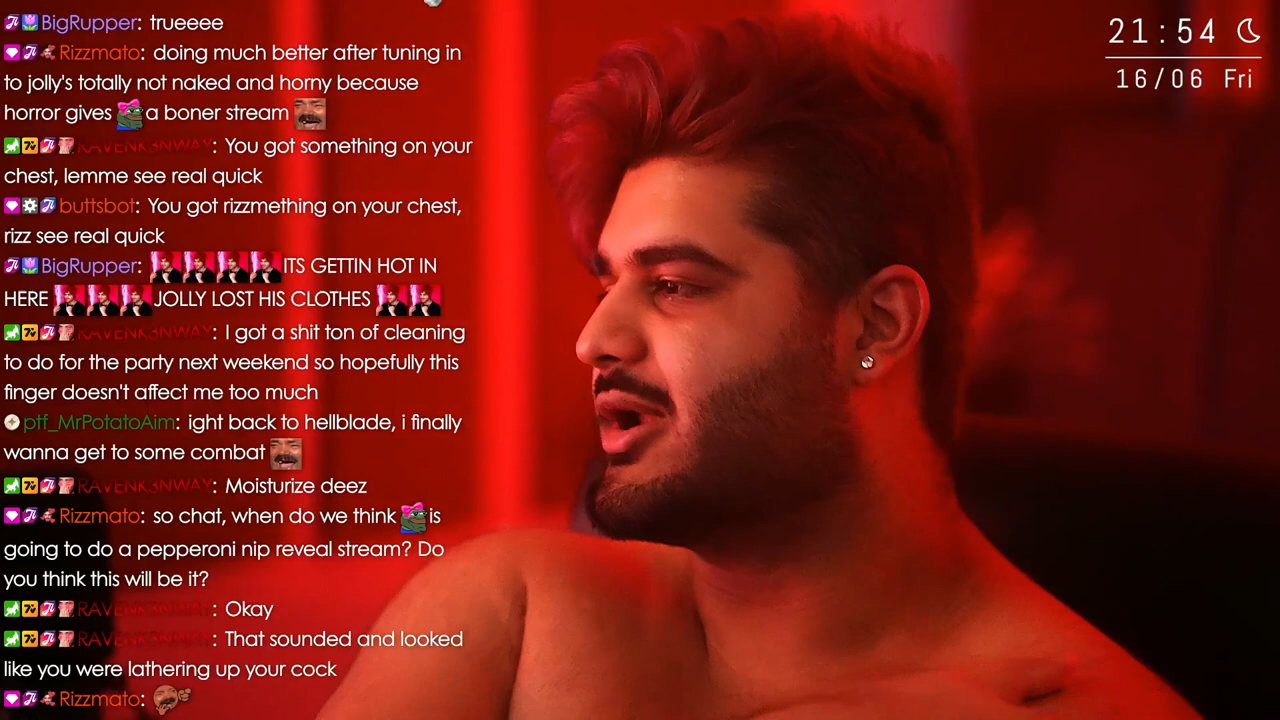 BigRupper: trueeee
Rizzmato: doing much better after tuning in
to jolly's totally not naked and horny because
horror gives a boner stream
RAVENK3NWAY: You got something on your
chest, lemme see real quick
buttsbot: You got rizzmething on your chest,
rizz see real quick
BigRupper: ITS GETTIN HOT IN
HERE JOLLY LOST HIS CLOTHES
RAVENK3NWAY: I got a shit ton of cleaning
to do for the party next weekend so hopefully this
finger doesn't affect me too much
ptf_MrPotatoAim: ight back to hellblade, i finally
wanna get to some combat
RAVENK3NWAY: Moisturize deez
Rizzmato: so chat, when do we think is
going to do a pepperoni nip reveal stream? Do
you think this will be it?
RAVENK3NWAY: Okay
RAVENK3NWAY: That sounded and looked
like you were lathering up your cock
Rizzmato:
21:54
16/06 Fri